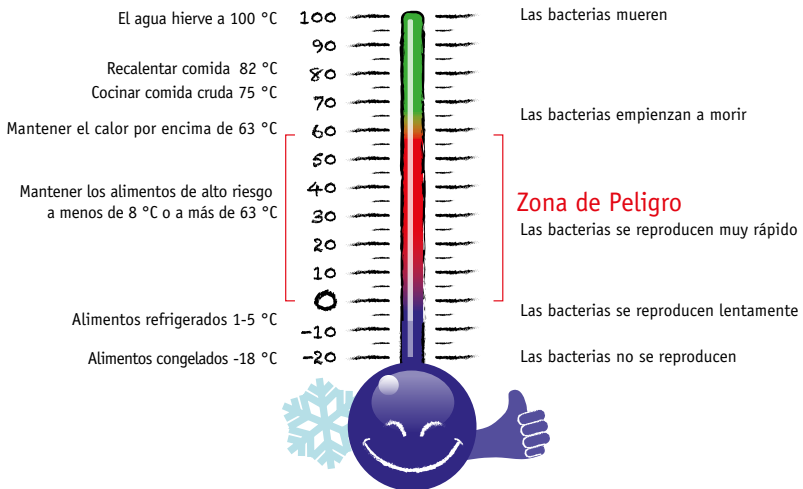 El agua hierve a 100 °C
Recalentar comida 82 °C
Cocinar comida cruda 75 °C
Mantener el calor por encima de 63 °C
Mantener los alimentos de alto riesgo
a menos de 8 °C o a más de 63 °C
Alimentos refrigerados 1-5 °C
Alimentos congelados -18 °C
100
90
80
70
60
50
40
30
20
10
0
-10
-20
Las bacterias mueren
Las bacterias empienzan a morir
Zona de Peligro
Las bacterias se reproducen muy rápido
Las bacterias se reproducen lentamente
Las bacterias no se reproducen